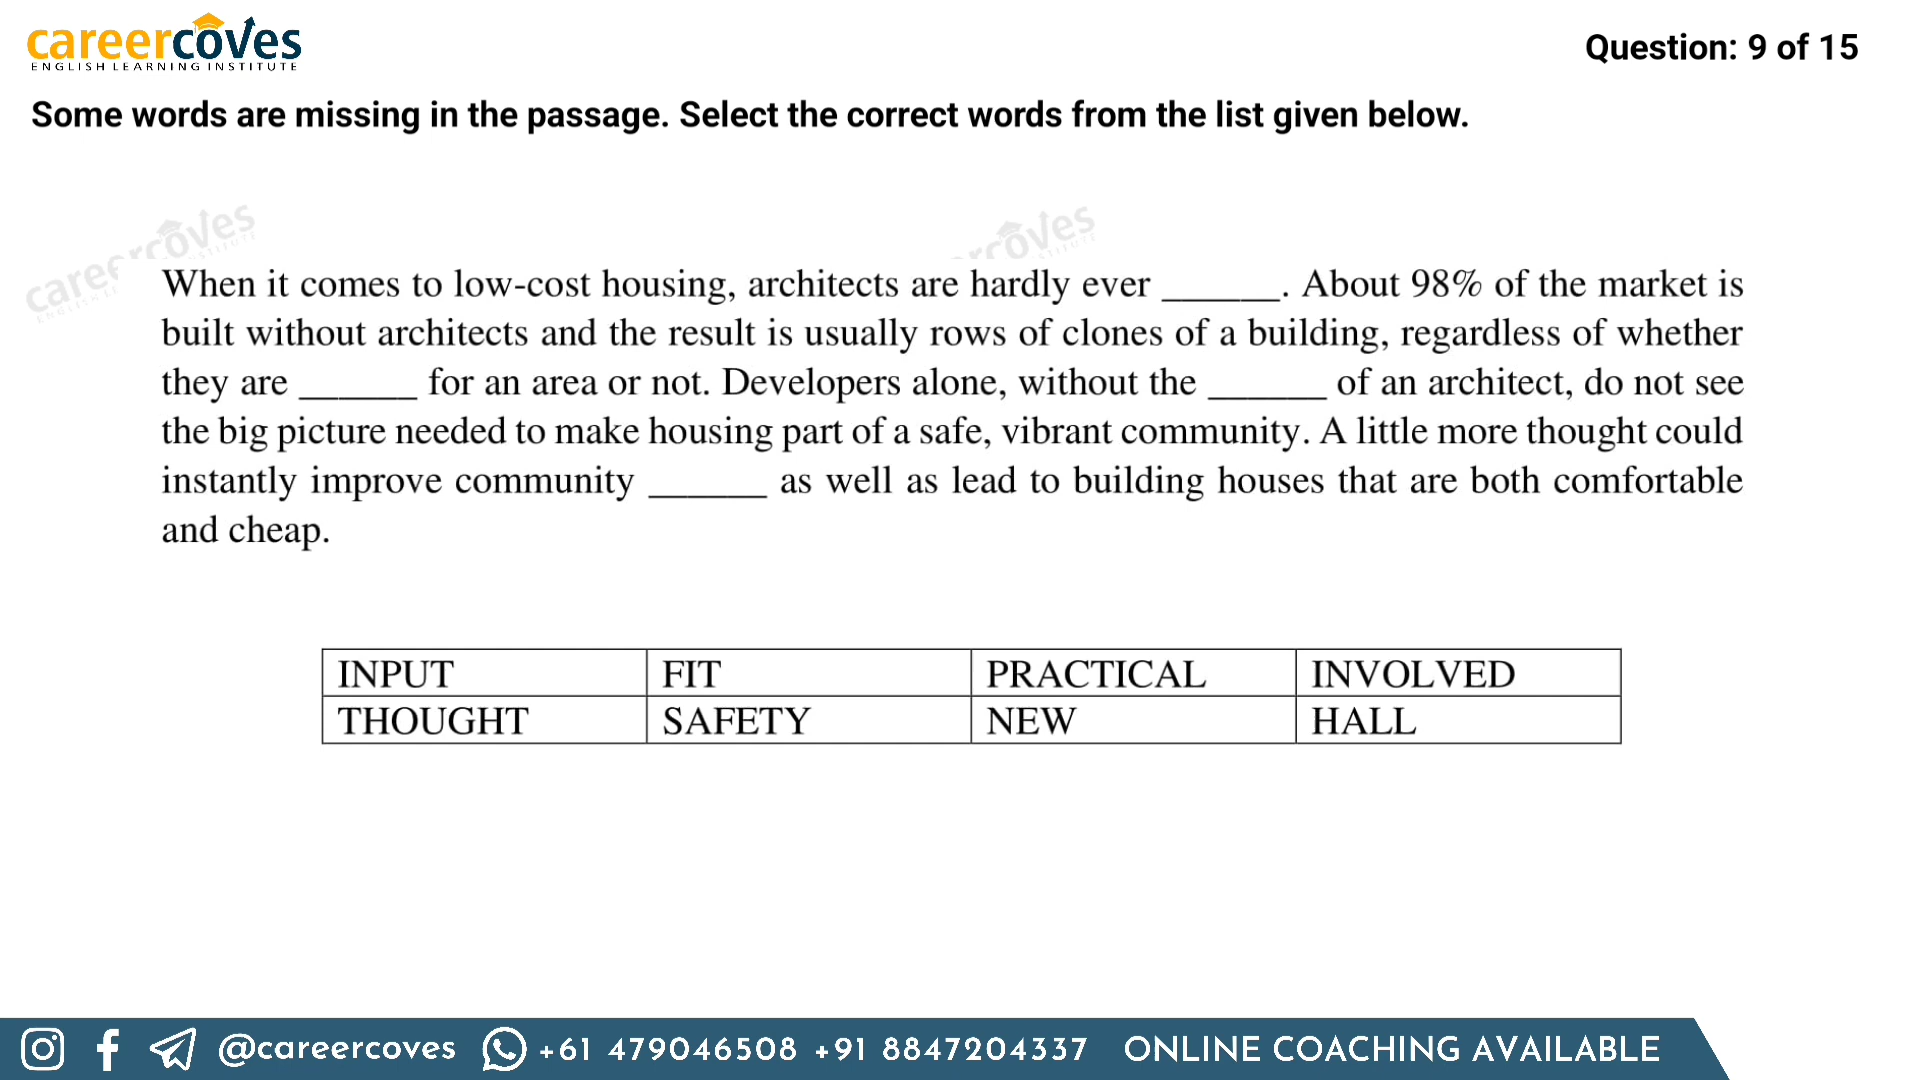 careercoves
ENGLISH LEARNING INSTITUTE
Question: 9 of 15
Some words are missing in the passage. Select the correct words from the list given below.
When it comes to low-cost housing, architects are hardly ever ______. About 98% of the market is
built without architects and the result is usually rows of clones of a building, regardless of whether
they are ______ for an area or not. Developers alone, without the ______ of an architect, do not see
the big picture needed to make housing part of a safe, vibrant community. A little more thought could
instantly improve community ______ as well as lead to building houses that are both comfortable
and cheap.
INPUT FIT PRACTICAL INVOLVED
THOUGHT SAFETY NEW HALL
@careercoves +61 479046508 +91 8847204337 ONLINE COACHING AVAILABLE